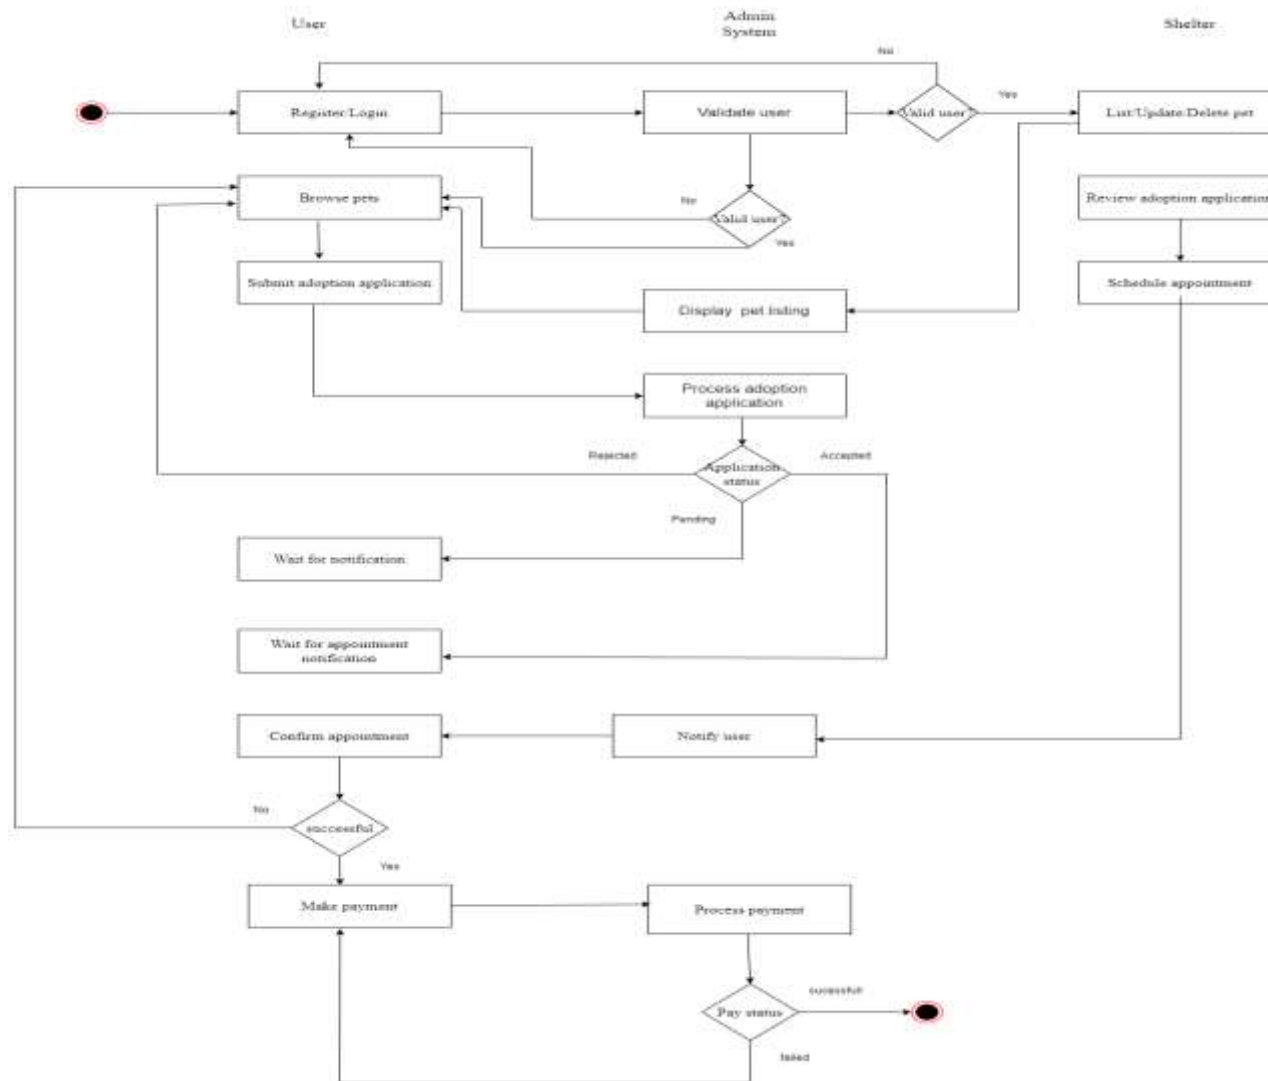 User
Admin
System
Shelter
No
Register/Login
Validate user
Valid user?
Yes
List/Update/Delete pet
Browse pets
No
Valid user?
Yes
Review adoption application
Submit adoption application
Display pet listing
Schedule appointment
Process adoption
application
Rejected
Application
status
Accepted
Pending
Wait for notification
Wait for appointment
notification
Confirm appointment
Notify user
No
successful
Yes
Make payment
Process payment
successful
Pay status
failed